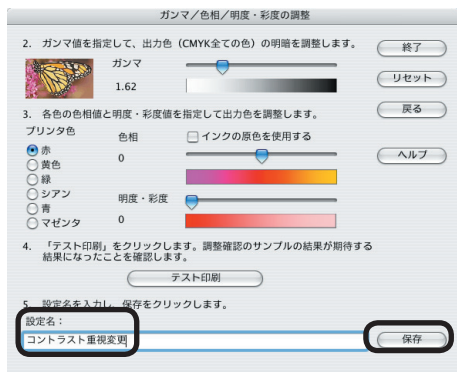 ガンマ／色相／明度・彩度の調整
2. ガンマ値を指定して、出力色（CMYK全ての色）の明暗を調整します。
終了
ガンマ
1.62
リセット
戻る
3. 各色の色相値と明度・彩度値を指定して出力色を調整します。
プリンタ色
色相
インクの原色を使用する
赤
0
ヘルプ
黄色
緑
シアン
明度・彩度
青
0
マゼンタ
4. 「テスト印刷」をクリックします。調整確認のサンプルの結果が期待する
結果になったことを確認します。
テスト印刷
5. 設定名を入力し、保存をクリックします。
設定名：
コントラスト重視変更
保存